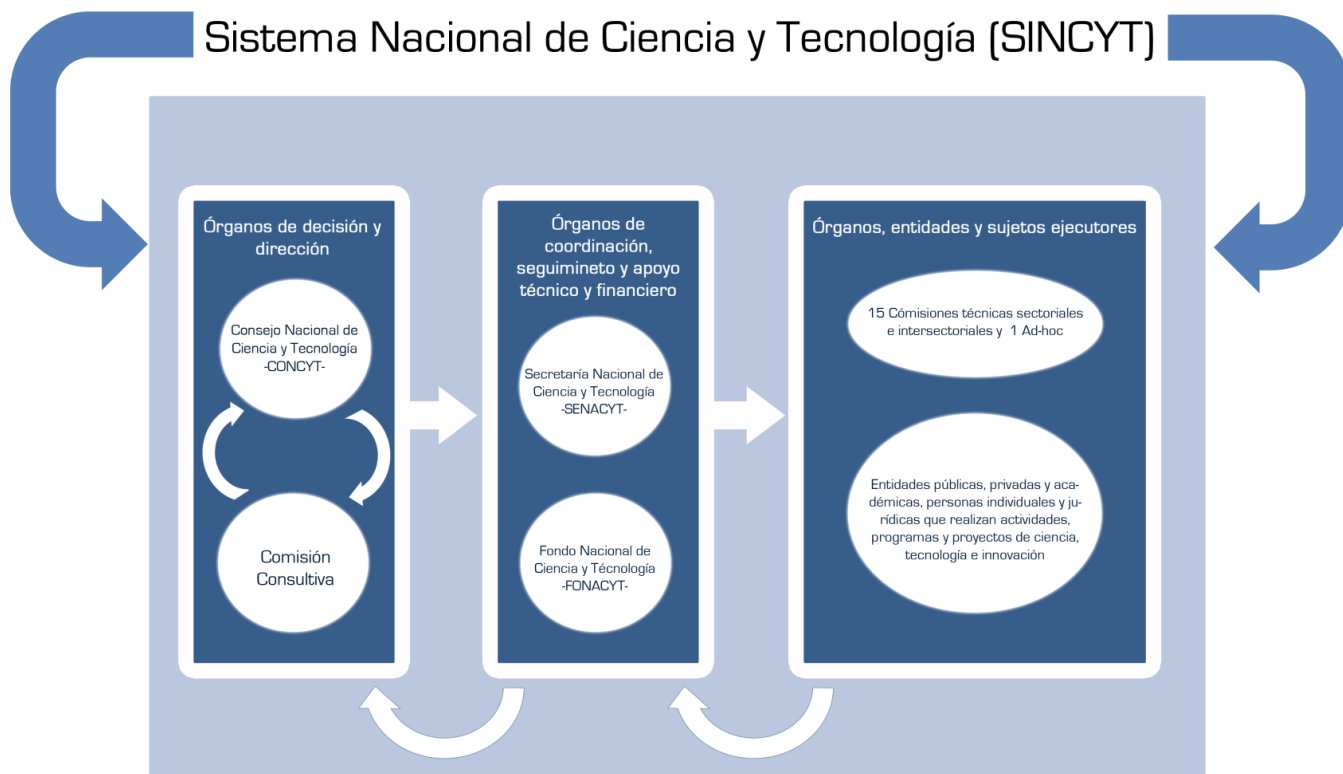 Sistema Nacional de Ciencia y Tecnología (SINCYT)
Órganos de decisión y
dirección
Consejo Nacional de
Ciencia y Tecnología
-CONCYT-
Comisión
Consultiva
Órganos de
coordinación,
seguimineto y apoyo
técnico y financiero
Secretaría Nacional de
Ciencia y Tecnología
-SENACYT-
Fondo Nacional de
Ciencia y Técnología
-FONACYT-
Órganos, entidades y sujetos ejecutores
15 Cómisiones técnicas sectoriales
e intersectoriales y 1 Ad-hoc
Entidades públicas, privadas y aca-
démicas, personas individuales y ju-
rídicas que realizan actividades,
programas y proyectos de ciencia,
tecnología e innovación